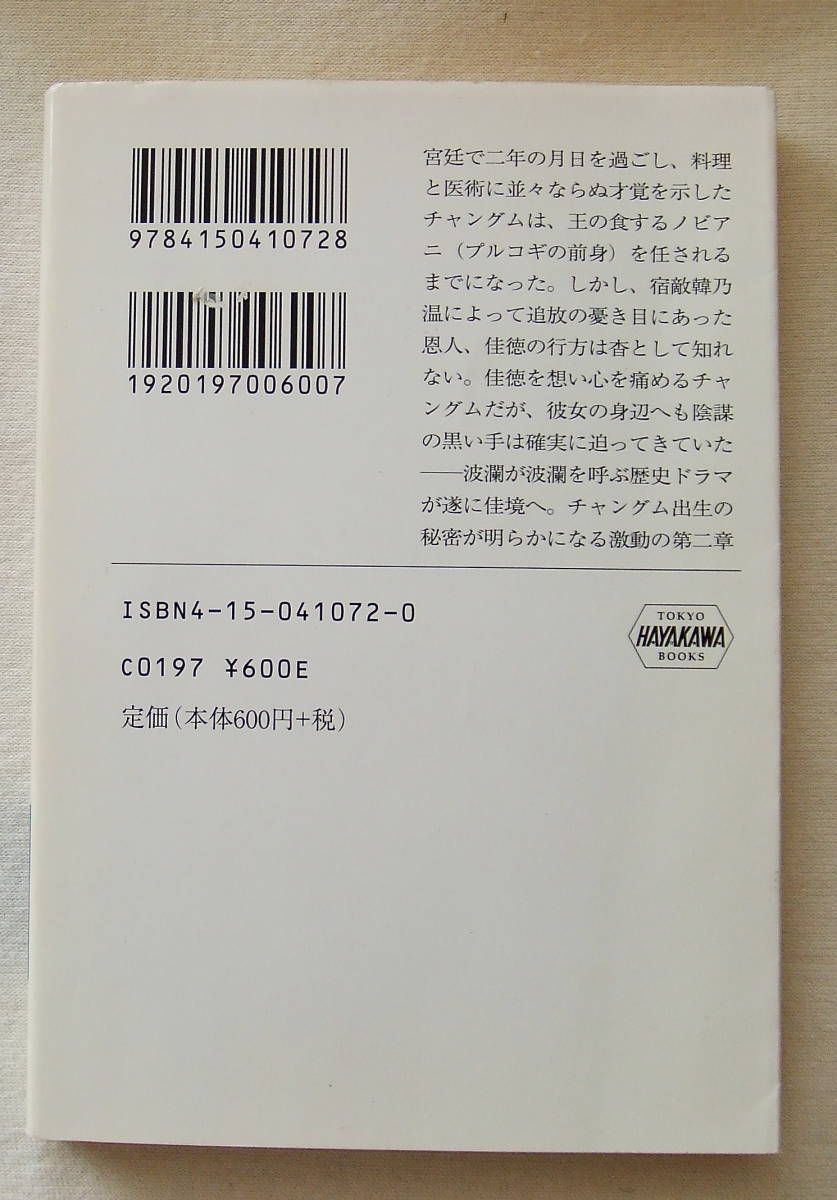 9784150410728
1920197006007
宮廷で二年の月日を過ごし、料理
と医術に並々ならぬ才覚を示した
チャングムは、王の食するノビア
ニ（プルコギの前身）を任される
までになった。しかし、宿敵韓乃
温によって追放の憂き目にあった
恩人、佳徳の行方は杳として知れ
ない。佳徳を想い心を痛めるチャ
ングムだが、彼女の身辺へも陰謀
の黒い手は確実に迫ってきていた
――波瀾が波瀾を呼ぶ歴史ドラマ
が遂に佳境へ。チャングム出生の
秘密が明らかになる激動の第二章
ISBN4-15-041072-0
C0197 ¥600E
定価（本体600円+税）
TOKYO
HAYAKAWA
BOOKS